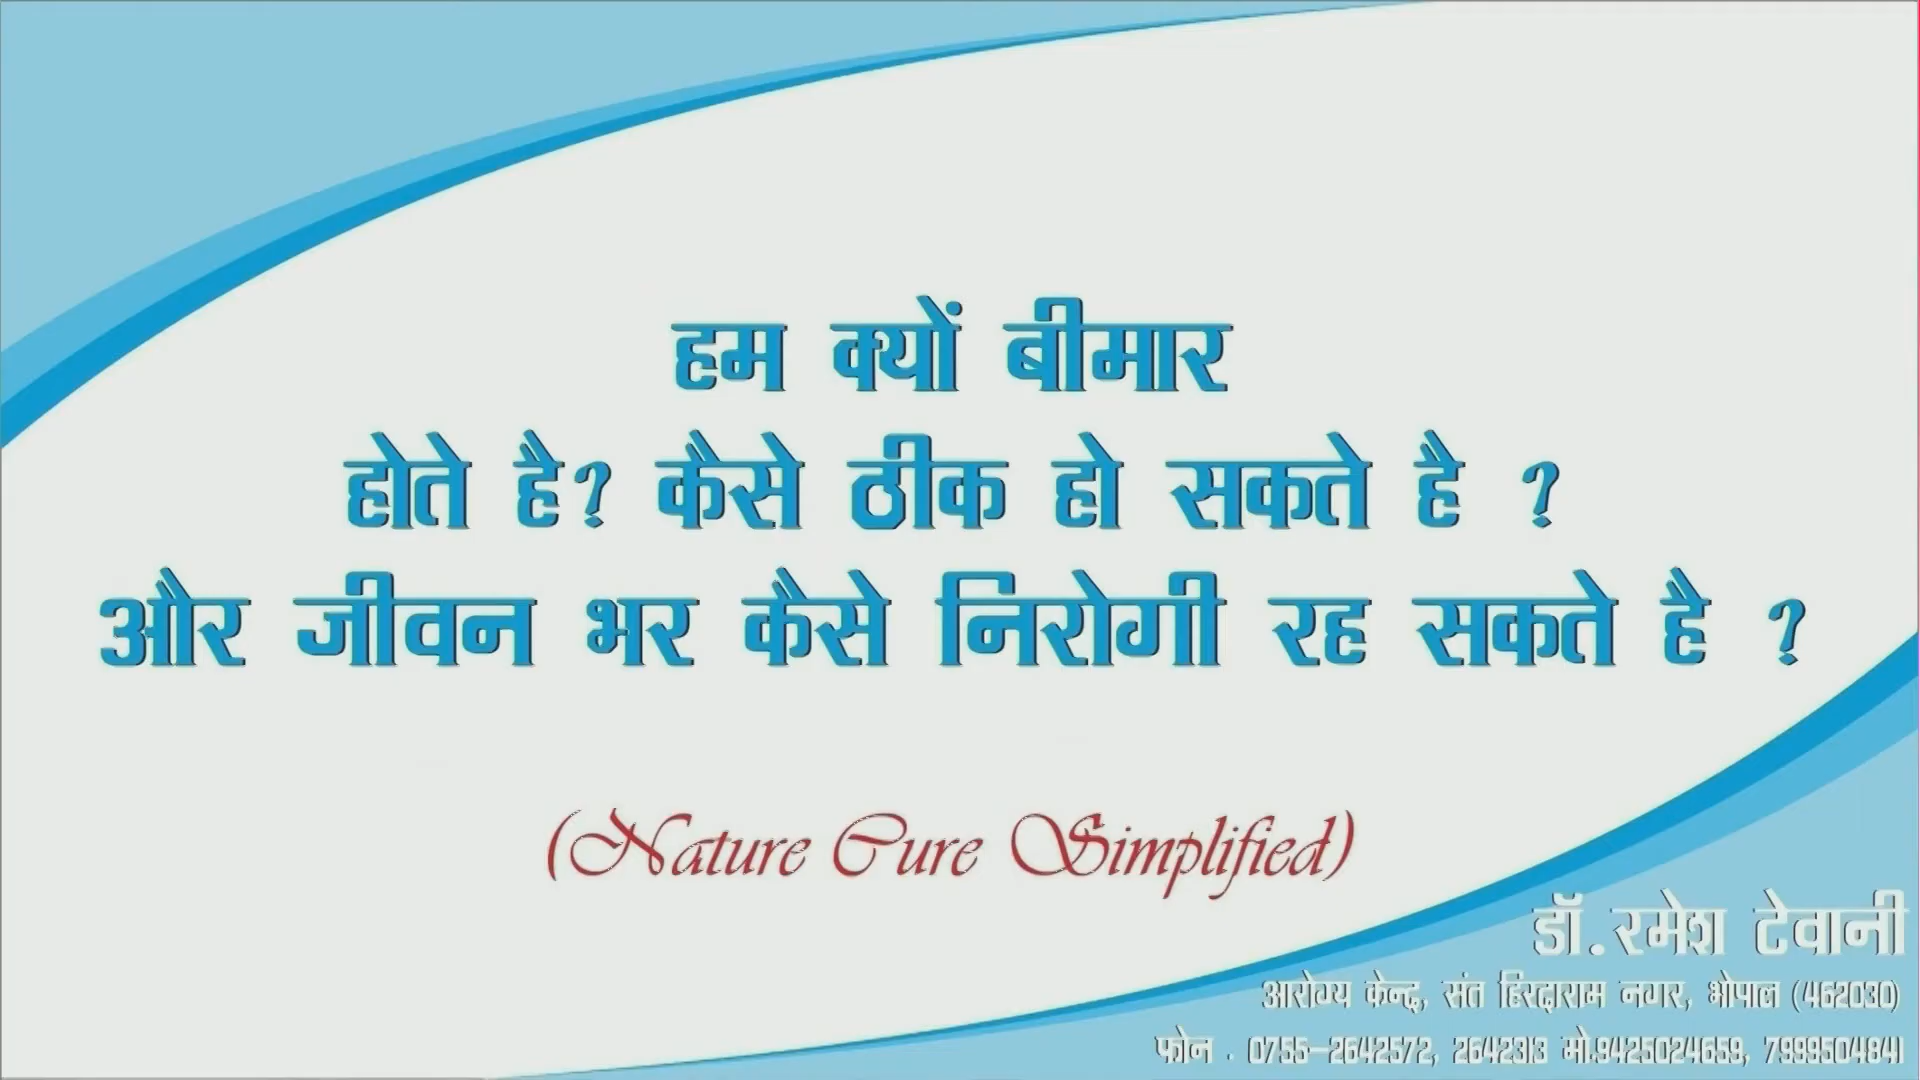 हम क्यों बीमार
होते है? कैसे ठीक हो सकते है ?
और जीवन भर कैसे निरोगी रह सकते है ?
(Nature Cure Simplified)
डॉ.रमेश टेवानी
आरोग्य केन्द्र, संत हिरदाराम नगर, भोपाल (462030)
फोन . 0755-2642572, 2642313 मो.9425024659, 7999504841